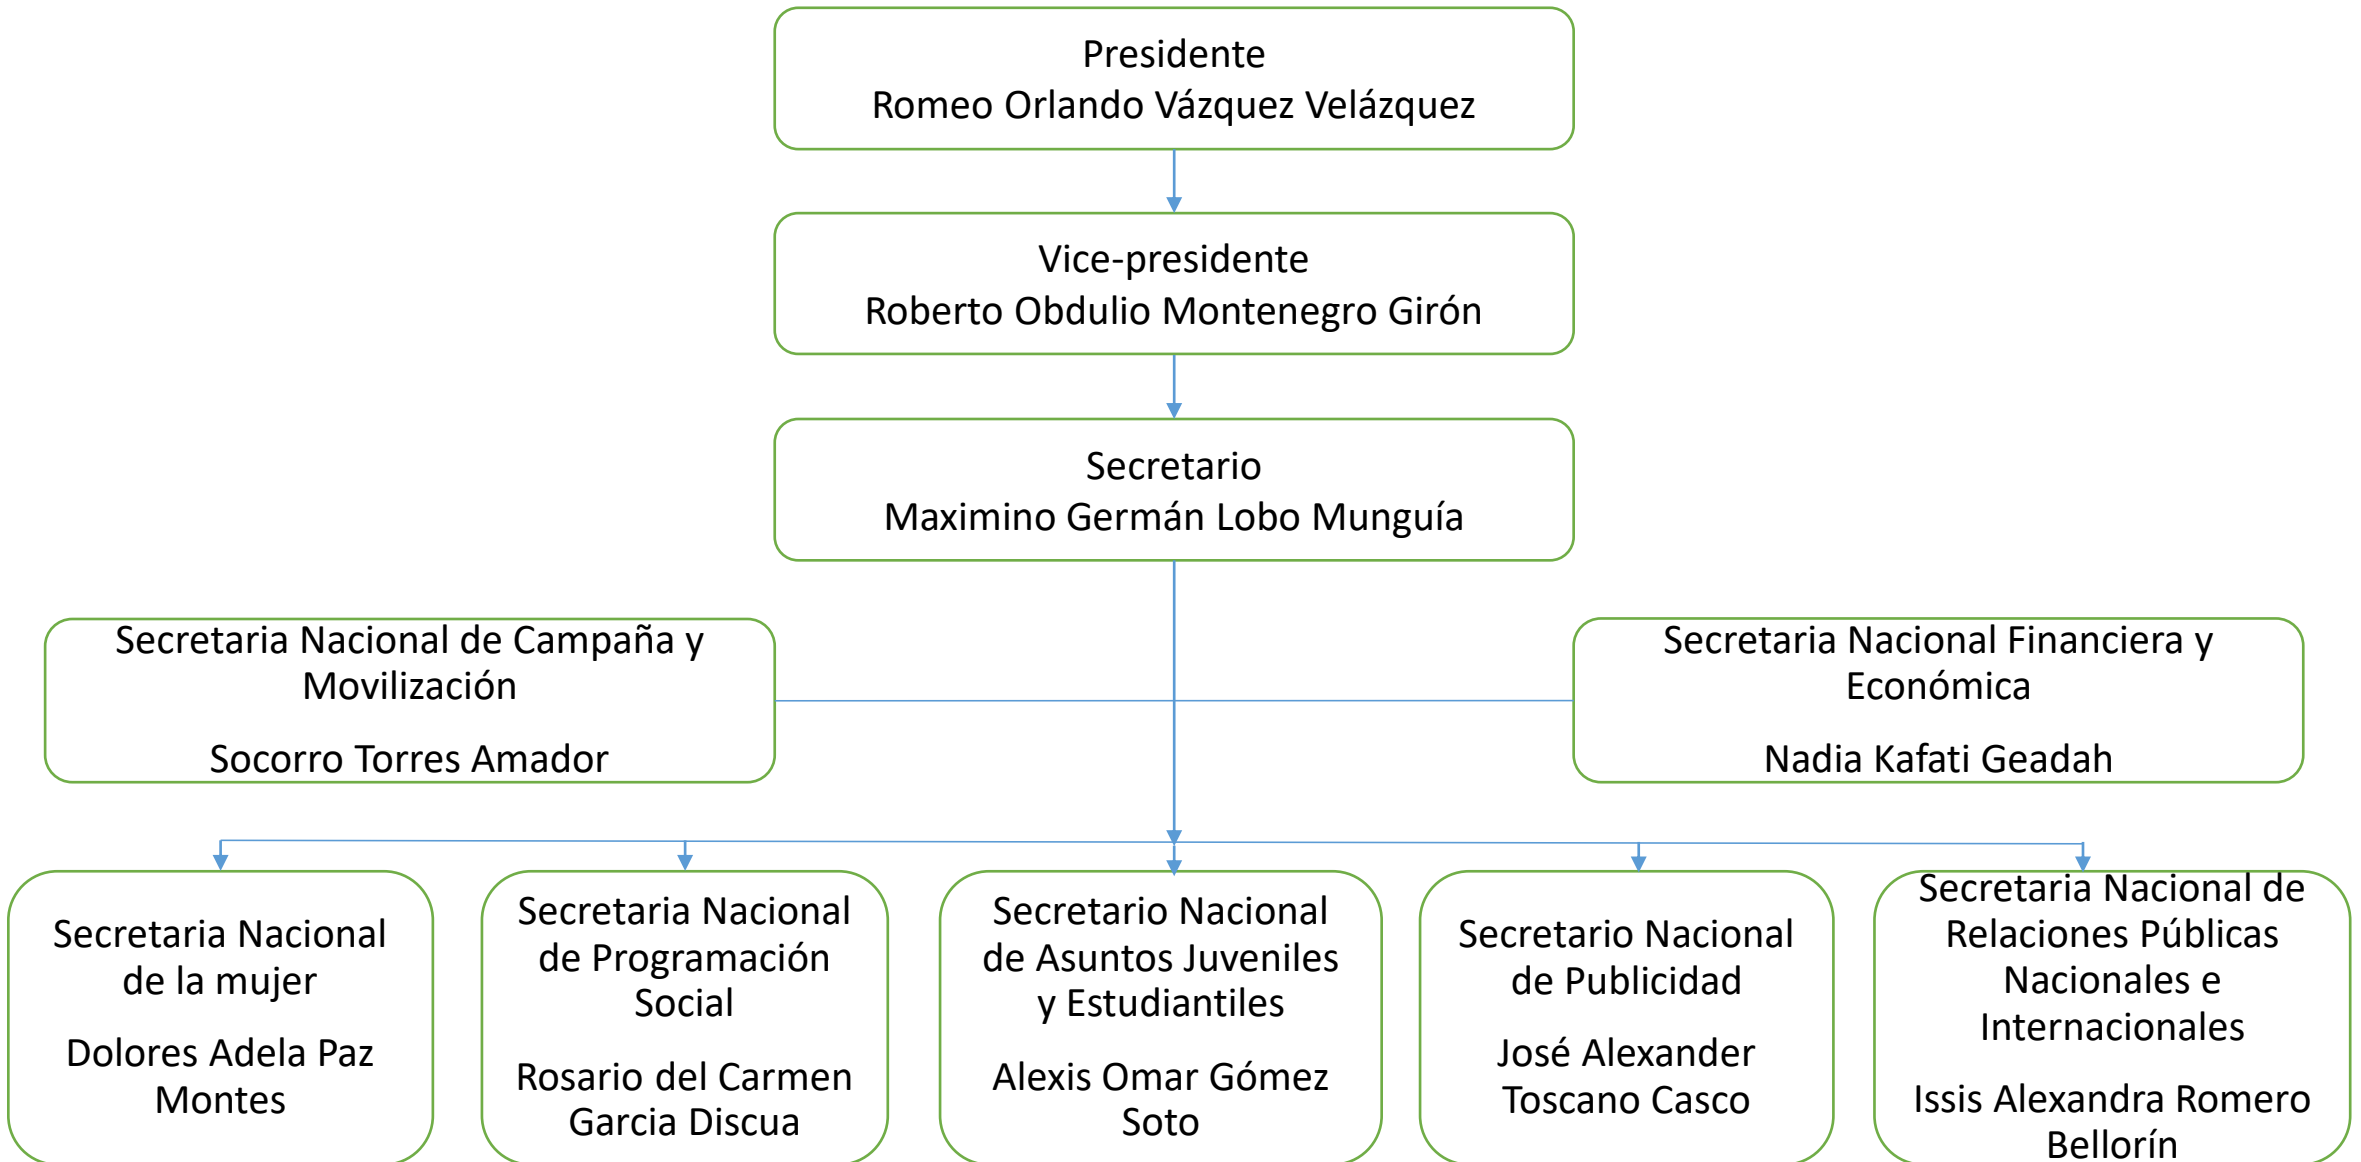 Presidente
Romeo Orlando Vázquez Velázquez
Vice-presidente
Roberto Obdulio Montenegro Girón
Secretario
Maximino Germán Lobo Munguía
Secretaria Nacional de Campaña y
Movilización
Socorro Torres Amador
Secretaria Nacional Financiera y
Económica
Nadia Kafati Geadah
Secretaria Nacional
de la mujer
Dolores Adela Paz
Montes
Secretaria Nacional
de Programación
Social
Rosario del Carmen
Garcia Discua
Secretario Nacional
de Asuntos Juveniles
y Estudiantiles
Alexis Omar Gómez
Soto
Secretario Nacional
de Publicidad
José Alexander
Toscano Casco
Secretaria Nacional de
Relaciones Públicas
Nacionales e
Internacionales
Issis Alexandra Romero
Bellorín